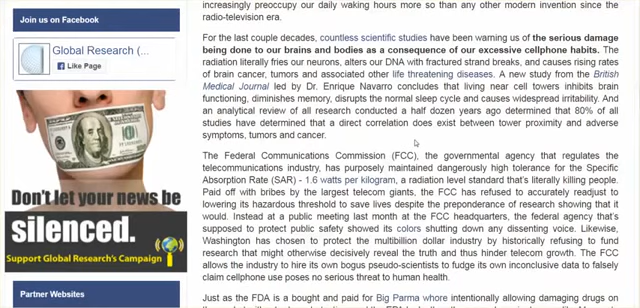 Join us on Facebook
Global Research (...
Like Page
Don't let your news be
silenced.
Support Global Research's Campaign
Partner Websites
increasingly preoccupy our daily waking hours more so than any other modern invention since the
radio-television era.
For the last couple decades, countless scientific studies have been warning us of the serious damage
being done to our brains and bodies as a consequence of our excessive cellphone habits. The
radiation literally fries our neurons, alters our DNA with fractured strand breaks, and causes rising rates
of brain cancer, tumors and associated other life threatening diseases. A new study from the British
Medical Journal led by Dr. Enrique Navarro concludes that living near cell towers inhibits brain
functioning, diminishes memory, disrupts the normal sleep cycle and causes widespread irritability. And
an analytical review of all research conducted a half dozen years ago determined that 80% of all
studies have determined that a direct correlation does exist between tower proximity and adverse
symptoms, tumors and cancer.
The Federal Communications Commission (FCC), the governmental agency that regulates the
telecommunications industry, has purposely maintained dangerously high tolerance for the Specific
Absorption Rate (SAR) - 1.6 watts per kilogram, a radiation level standard that's literally killing people.
Paid off with bribes by the largest telecom giants, the FCC has refused to accurately readjust to
lowering its hazardous threshold to save lives despite the preponderance of research showing that it
would. Instead at a public meeting last month at the FCC headquarters, the federal agency that's
supposed to protect public safety showed its colors shutting down any dissenting voice. Likewise,
Washington has chosen to protect the multibillion dollar industry by historically refusing to fund
research that might otherwise decisively reveal the truth and thus hinder telecom growth. The FCC
allows the industry to hire its own bogus pseudo-scientists to fudge its own inconclusive data to falsely
claim cellphone use poses no serious threat to human health.
Just as the FDA is a bought and paid for Big Parma whore intentionally allowing damaging drugs on